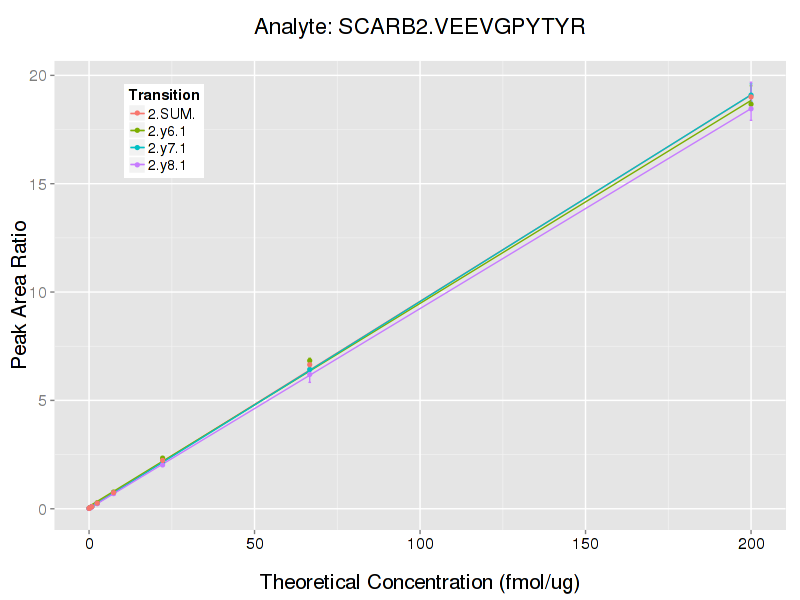 Analyte: SCARB2.VEEVGPYTYR
20
15
10
5
0
Peak Area Ratio
Transition
2.SUM.
2.y6.1
2.y7.1
2.y8.1
0 50 100 150 200
Theoretical Concentration (fmol/ug)